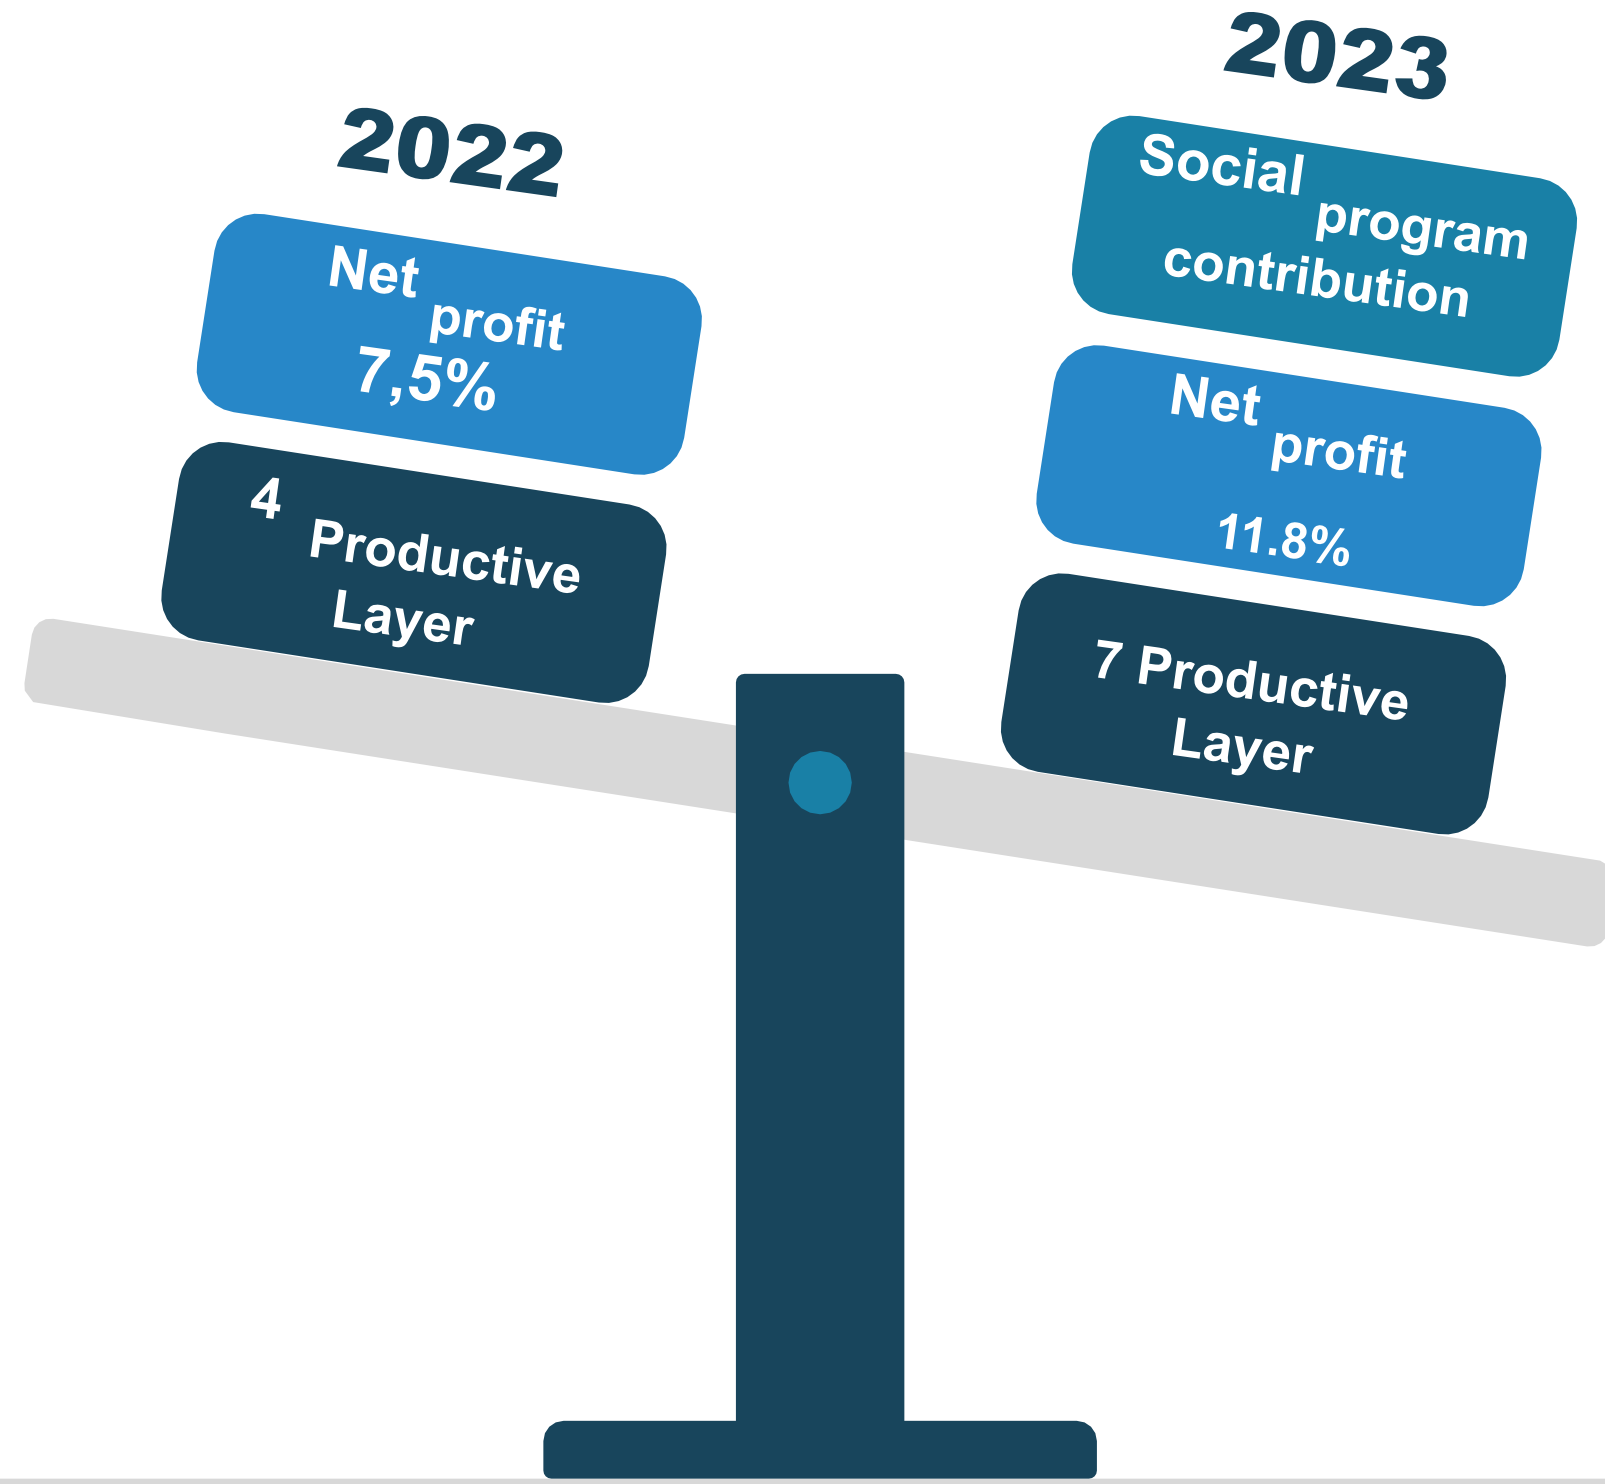 2022
Net profit
7,5%
4 Productive
Layer
2023
Social program
contribution
Net profit
11.8%
7 Productive
Layer